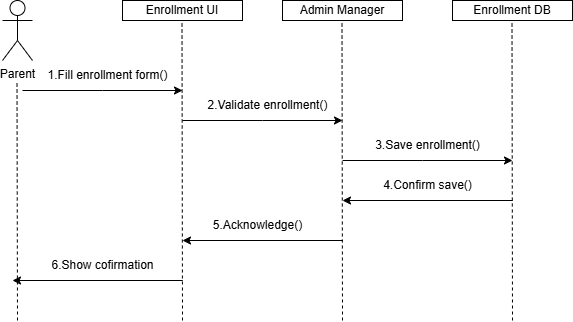 Enrollment UI
Admin Manager
Enrollment DB
Parent
1.Fill enrollment form()
2.Validate enrollment()
3.Save enrollment()
4.Confirm save()
5.Acknowledge()
6.Show cofirmation